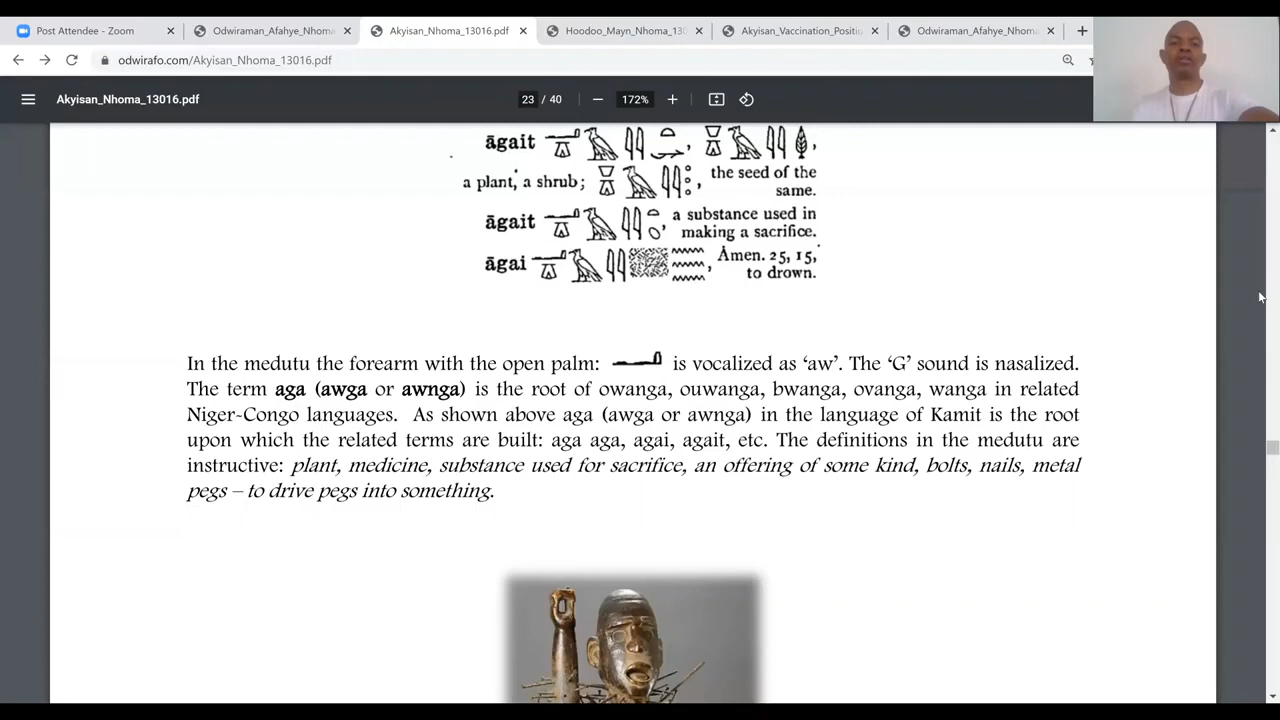 Post Attendee - Zoom
Odwiraman_Afahye_Nhoma
Akyisan_Nhoma_13016.pdf
Hoodoo_Mayn_Nhoma_130
Akyisan_Vaccination_Positi
Odwiraman_Afahye_Nhoma
odwirafo.com/Akyisan_Nhoma_13016.pdf
Akyisan_Nhoma_13016.pdf
23 / 40
172%
āgait
a plant, a shrub; the seed of the
same.
āgait a substance used in
making a sacrifice.
āgai Åmen. 25, 15,
to drown.
In the medutu the forearm with the open palm: is vocalized as ‘aw’. The ‘G’ sound is nasalized.
The term aga (awga or awnga) is the root of owanga, ouwanga, bwanga, ovanga, wanga in related
Niger-Congo languages. As shown above aga (awga or awnga) in the language of Kamit is the root
upon which the related terms are built: aga aga, agai, agait, etc. The definitions in the medutu are
instructive: plant, medicine, substance used for sacrifice, an offering of some kind, bolts, nails, metal
pegs – to drive pegs into something.